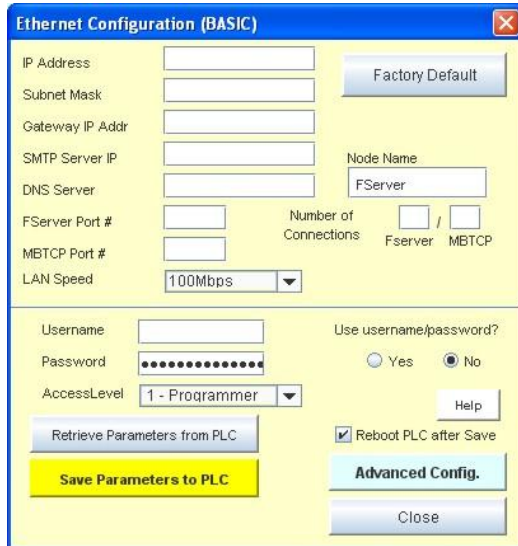 Ethernet Configuration (BASIC)
IP Address
Factory Default
Subnet Mask
Gateway IP Addr
SMTP Server IP
Node Name
DNS Server
FServer
FServer Port #
Number of
Connections
/
Fserver MBTCP
MBTCP Port #
LAN Speed
100Mbps
Username
Use username/password?
Password
••••••••••••••
Yes
No
AccessLevel
1 - Programmer
Help
Retrieve Parameters from PLC
Reboot PLC after Save
Save Parameters to PLC
Advanced Config.
Close